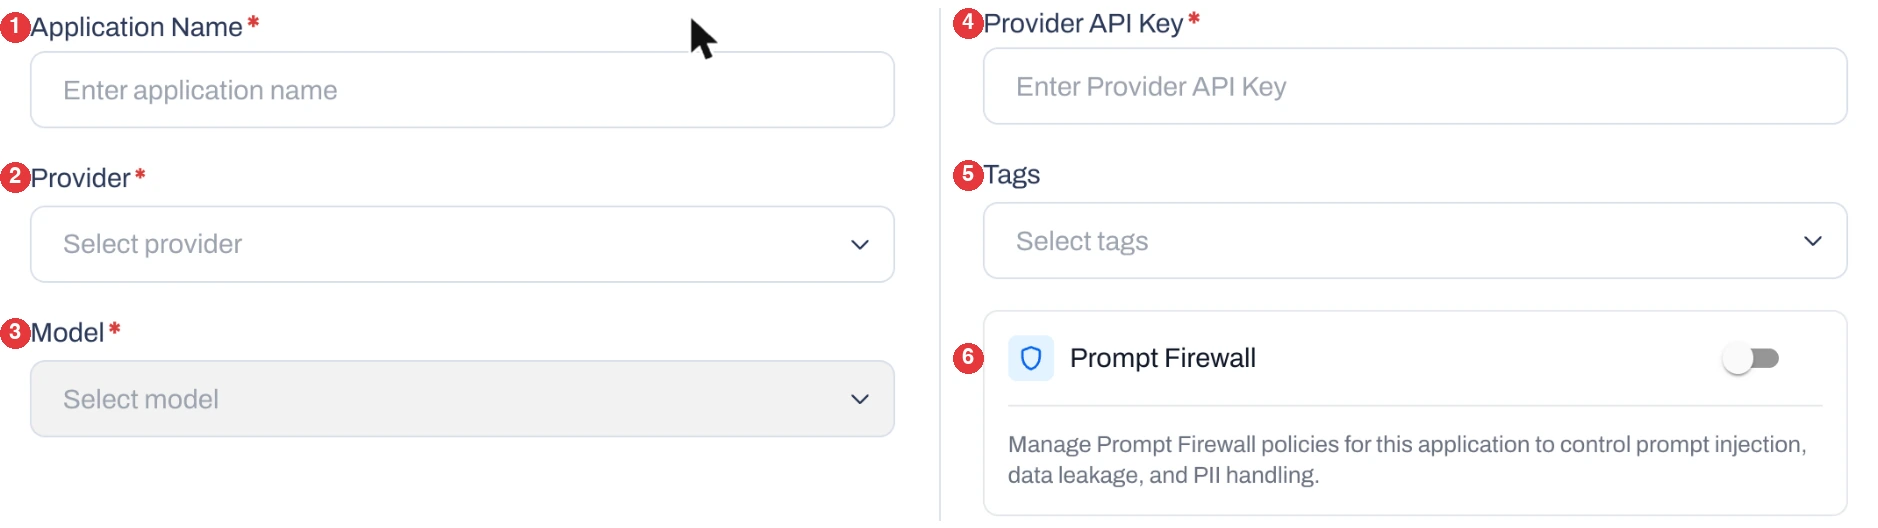 1 Application Name *
Enter application name
2 Provider *
Select provider
3 Model *
Select model
4 Provider API Key *
Enter Provider API Key
5 Tags
Select tags
6 Prompt Firewall
Manage Prompt Firewall policies for this application to control prompt injection,
data leakage, and PII handling.